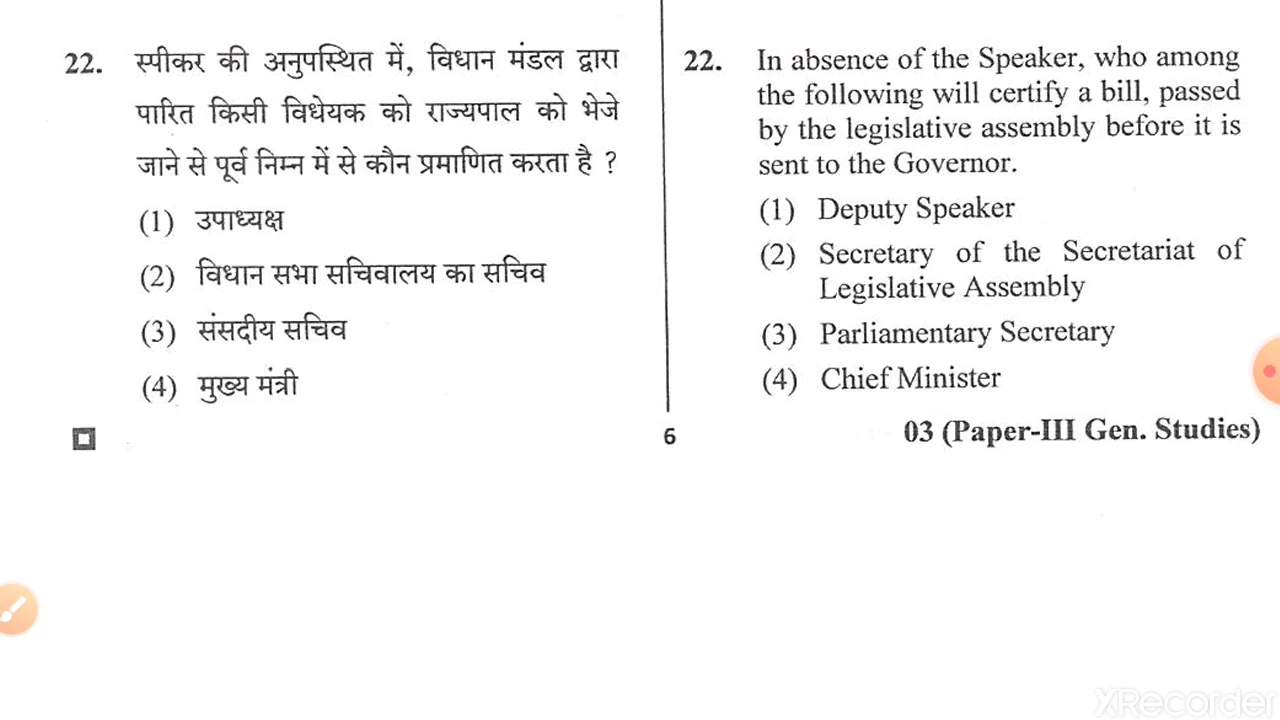 22. स्पीकर की अनुपस्थित में, विधान मंडल द्वारा
पारित किसी विधेयक को राज्यपाल को भेजे
जाने से पूर्व निम्न में से कौन प्रमाणित करता है ?
(1) उपाध्यक्ष
(2) विधान सभा सचिवालय का सचिव
(3) संसदीय सचिव
(4) मुख्य मंत्री
22. In absence of the Speaker, who among
the following will certify a bill, passed
by the legislative assembly before it is
sent to the Governor.
(1) Deputy Speaker
(2) Secretary of the Secretariat of
Legislative Assembly
(3) Parliamentary Secretary
(4) Chief Minister
6
03 (Paper-III Gen. Studies)
XRecorder